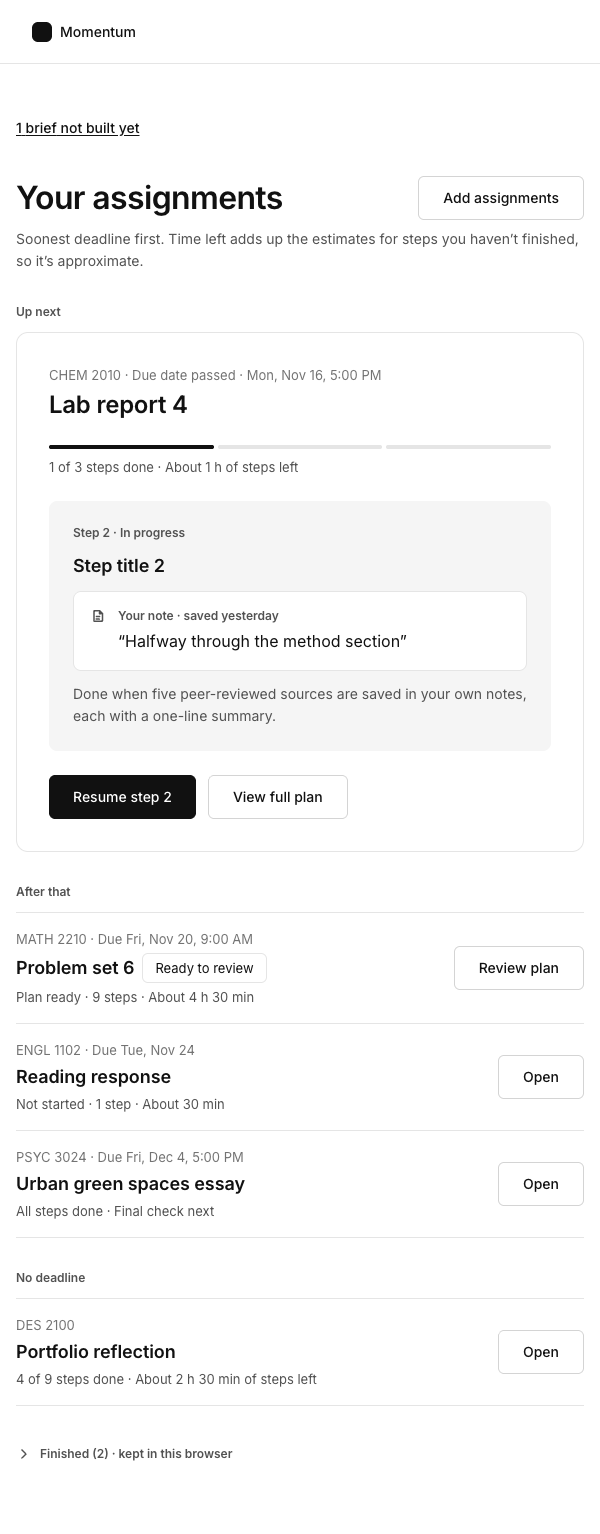 Momentum
1 brief not built yet
Your assignments
Add assignments
Soonest deadline first. Time left adds up the estimates for steps you haven’t finished,
so it’s approximate.
Up next
CHEM 2010 · Due date passed · Mon, Nov 16, 5:00 PM
Lab report 4
1 of 3 steps done · About 1 h of steps left
Step 2 · In progress
Step title 2
Your note · saved yesterday
“Halfway through the method section”
Done when five peer-reviewed sources are saved in your own notes,
each with a one-line summary.
Resume step 2
View full plan
After that
MATH 2210 · Due Fri, Nov 20, 9:00 AM
Problem set 6
Ready to review
Plan ready · 9 steps · About 4 h 30 min
Review plan
ENGL 1102 · Due Tue, Nov 24
Reading response
Not started · 1 step · About 30 min
Open
PSYC 3024 · Due Fri, Dec 4, 5:00 PM
Urban green spaces essay
All steps done · Final check next
Open
No deadline
DES 2100
Portfolio reflection
4 of 9 steps done · About 2 h 30 min of steps left
Open
Finished (2) · kept in this browser